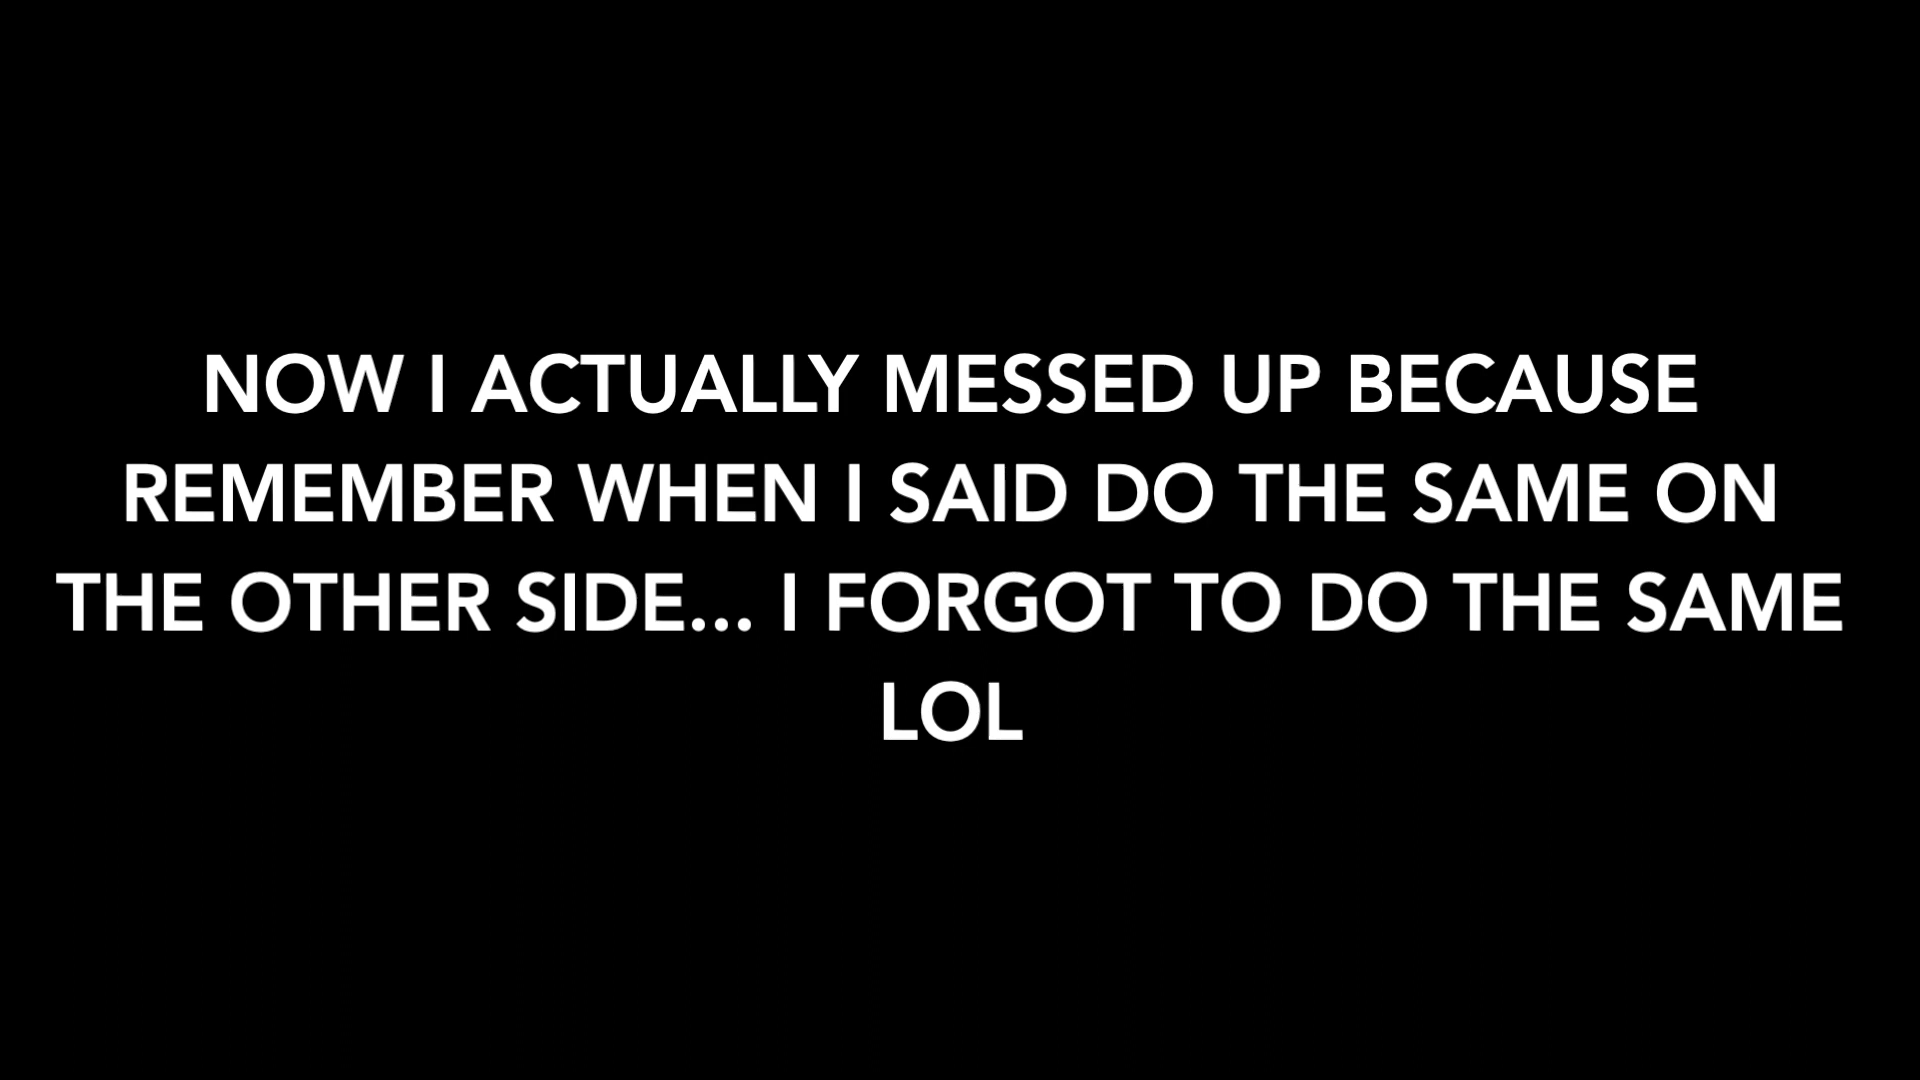 NOW I ACTUALLY MESSED UP BECAUSE
REMEMBER WHEN I SAID DO THE SAME ON
THE OTHER SIDE... I FORGOT TO DO THE SAME
LOL